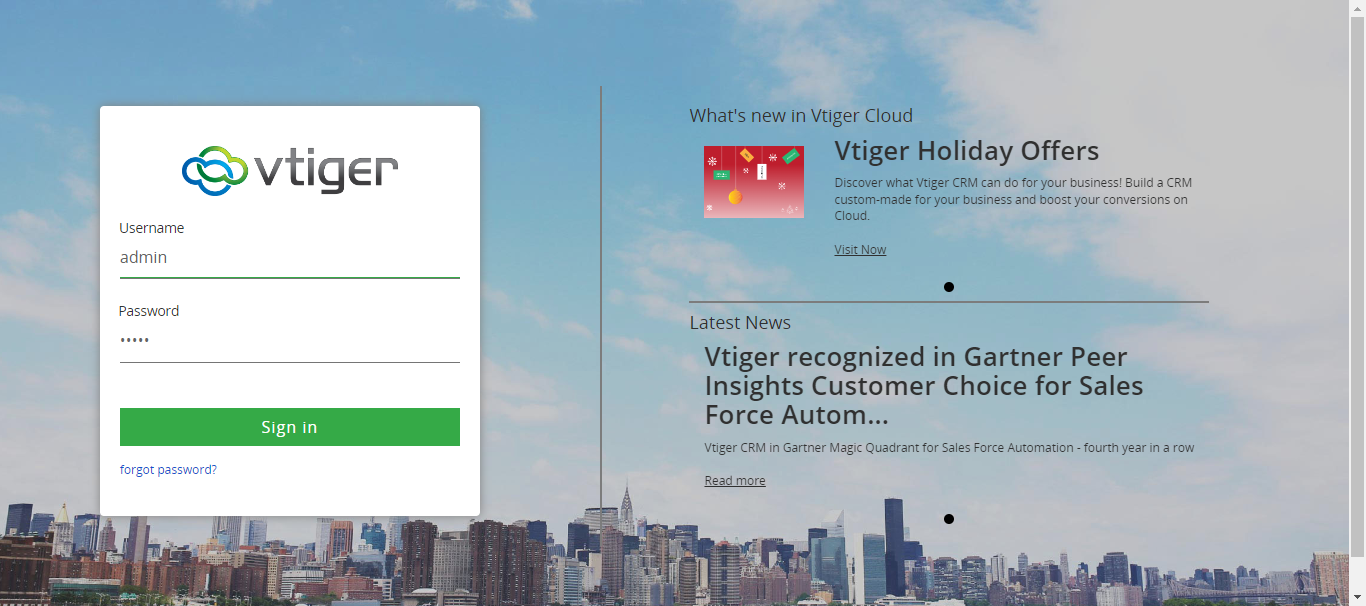 vtiger
Username
admin
Password
•••••
Sign in
forgot password?
What's new in Vtiger Cloud
Vtiger Holiday Offers
Discover what Vtiger CRM can do for your business! Build a CRM
custom-made for your business and boost your conversions on
Cloud.
Visit Now
Latest News
Vtiger recognized in Gartner Peer
Insights Customer Choice for Sales
Force Autom...
Vtiger CRM in Gartner Magic Quadrant for Sales Force Automation - fourth year in a row
Read more